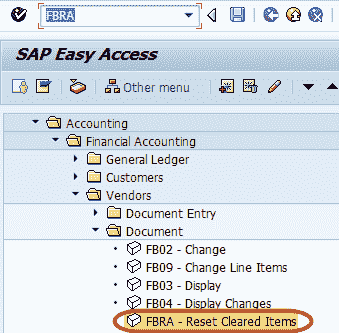 FBRA
SAP Easy Access
Other menu
Accounting
Financial Accounting
General Ledger
Customers
Vendors
Document Entry
Document
FB02 - Change
FB09 - Change Line Items
FB03 - Display
FB04 - Display Changes
FBRA - Reset Cleared Items